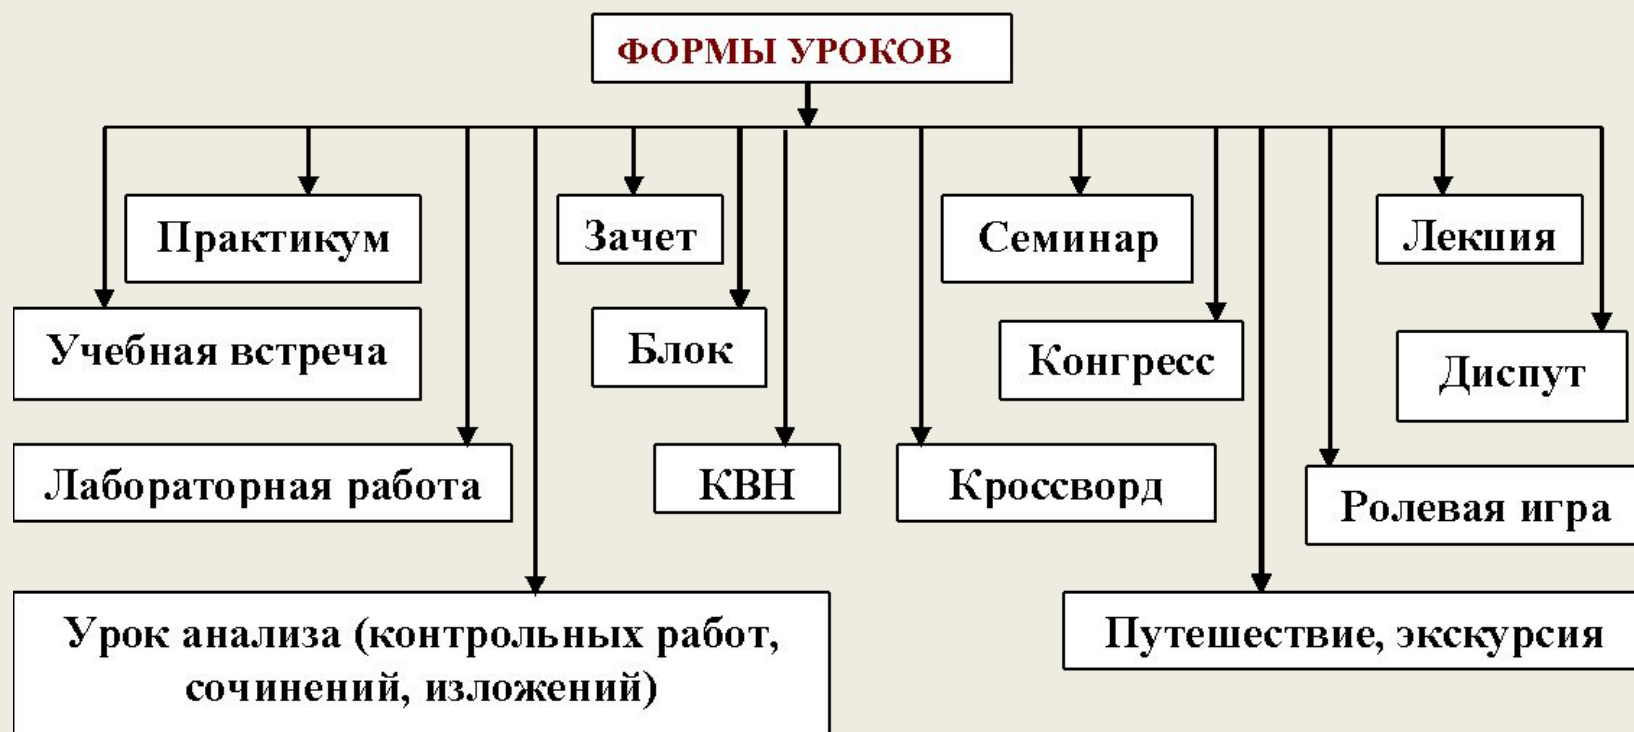 ФОРМЫ УРОКОВ
Практикум
Зачет
Семинар
Лекция
Учебная встреча
Блок
Конгресс
Диспут
Лабораторная работа
КВН
Кроссворд
Ролевая игра
Урок анализа (контрольных работ,
сочинений, изложений)
Путешествие, экскурсия